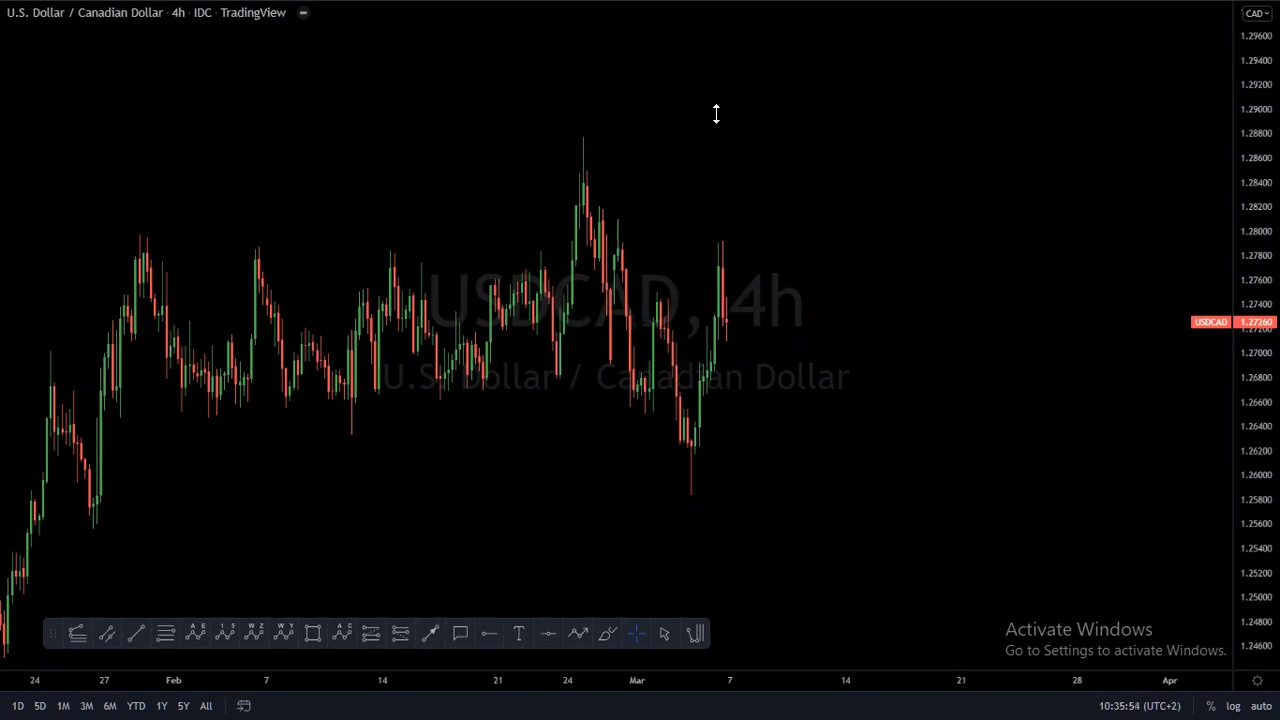 U.S. Dollar / Canadian Dollar · 4h · IDC · TradingView
CAD
1.29600
1.29400
1.29200
1.29000
1.28800
1.28600
1.28400
1.28200
1.28000
1.27800
1.27600
1.27400
USDCAD 1.27260
1.27200
1.27000
1.26800
1.26600
1.26400
1.26200
1.26000
1.25800
1.25600
1.25400
1.25200
1.25000
1.24800
1.24600
USDCAD, 4h
U.S. Dollar / Canadian Dollar
A E
1 5
W Z
W Y
A C
T
Activate Windows
Go to Settings to activate Windows.
24 27 Feb 7 14 21 24 Mar 7 14 21 28 Apr
1D 5D 1M 3M 6M YTD 1Y 5Y All
10:35:54 (UTC+2) % log auto